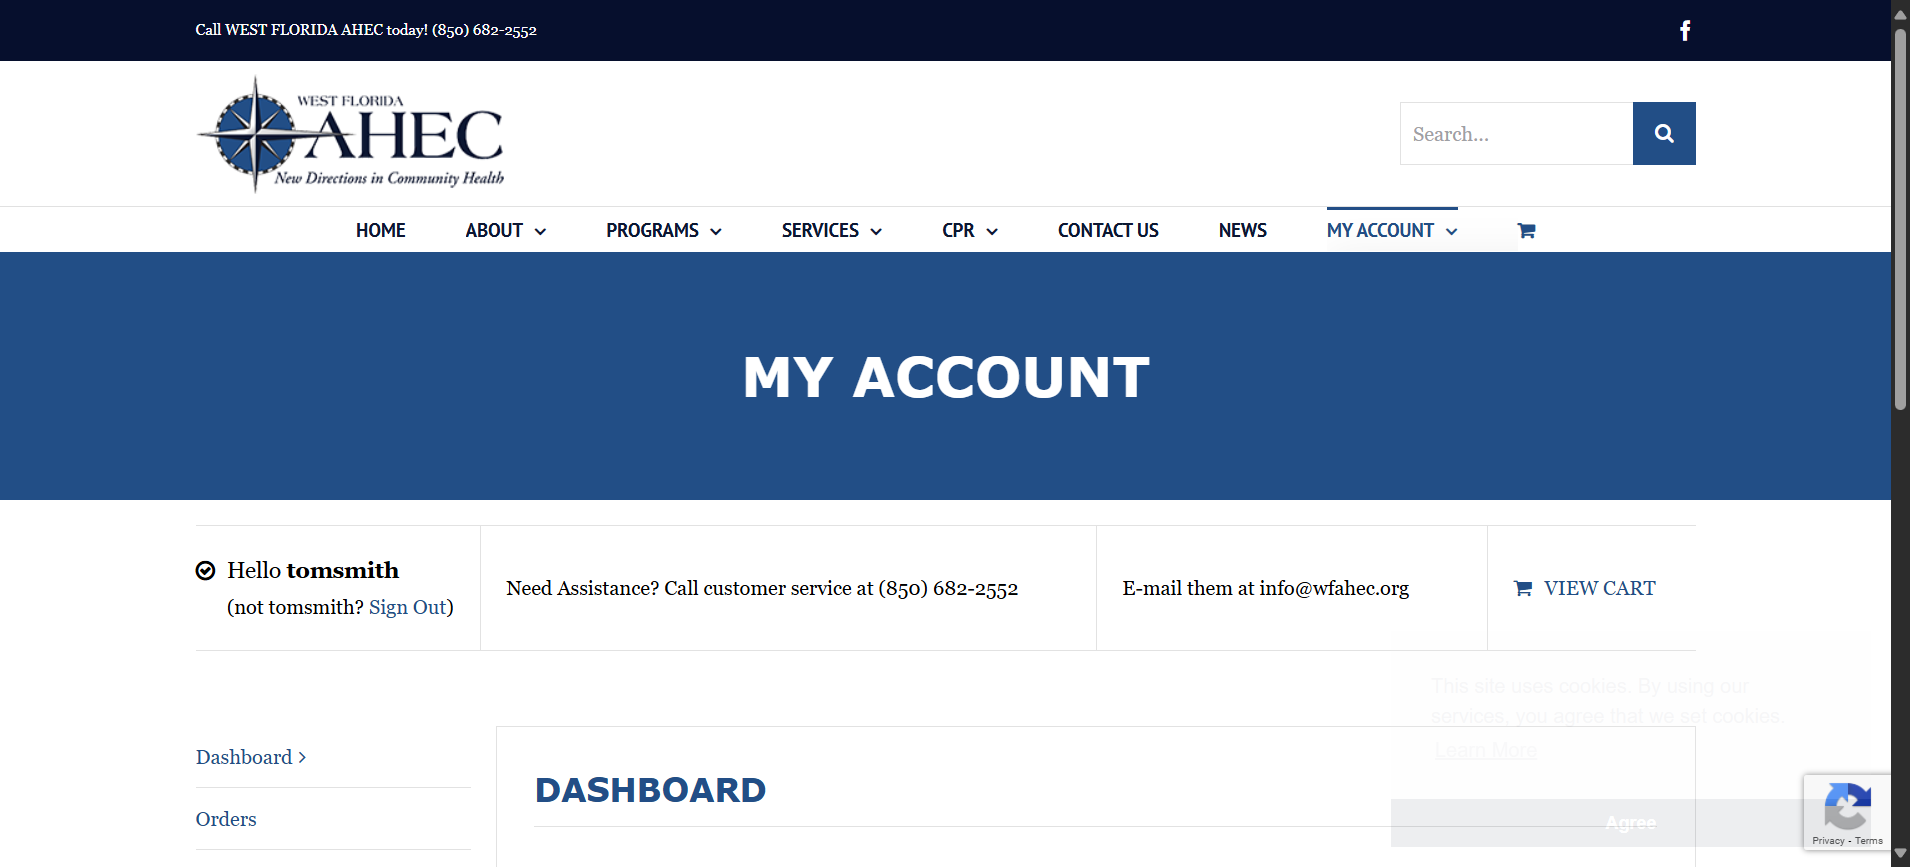 Call WEST FLORIDA AHEC today! (850) 682-2552
WEST FLORIDA
AHEC
New Directions in Community Health
Search...
HOME
ABOUT
PROGRAMS
SERVICES
CPR
CONTACT US
NEWS
MY ACCOUNT
MY ACCOUNT
Hello tomsmith
(not tomsmith? Sign Out)
Need Assistance? Call customer service at (850) 682-2552
E-mail them at info@wfahec.org
VIEW CART
This site uses cookies. By using our
services, you agree that we set cookies.
Learn More
Agree
Dashboard
Orders
DASHBOARD
Privacy - Terms